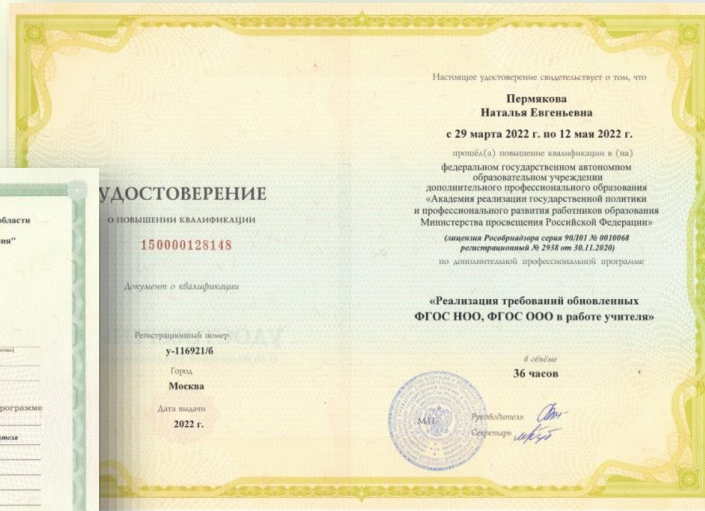 области
ия"
программе
ителя
УДОСТОВЕРЕНИЕ
О ПОВЫШЕНИИ КВАЛИФИКАЦИИ
150000128148
Документ о квалификации
Регистрационный номер
у-116921/б
Город
Москва
Дата выдачи
2022 г.
Настоящее удостоверение свидетельствует о том, что
Пермякова
Наталья Евгеньевна
с 29 марта 2022 г. по 12 мая 2022 г.
прошёл(а) повышение квалификации в (на)
федеральном государственном автономном
образовательном учреждении
дополнительного профессионального образования
«Академия реализации государственной политики
и профессионального развития работников образования
Министерства просвещения Российской Федерации»
(лицензия Рособрнадзора серия 90Л01 № 0010068
регистрационный № 2938 от 30.11.2020)
по дополнительной профессиональной программе
«Реализация требований обновленных
ФГОС НОО, ФГОС ООО в работе учителя»
в объёме
36 часов
М.П.
Руководитель
Секретарь